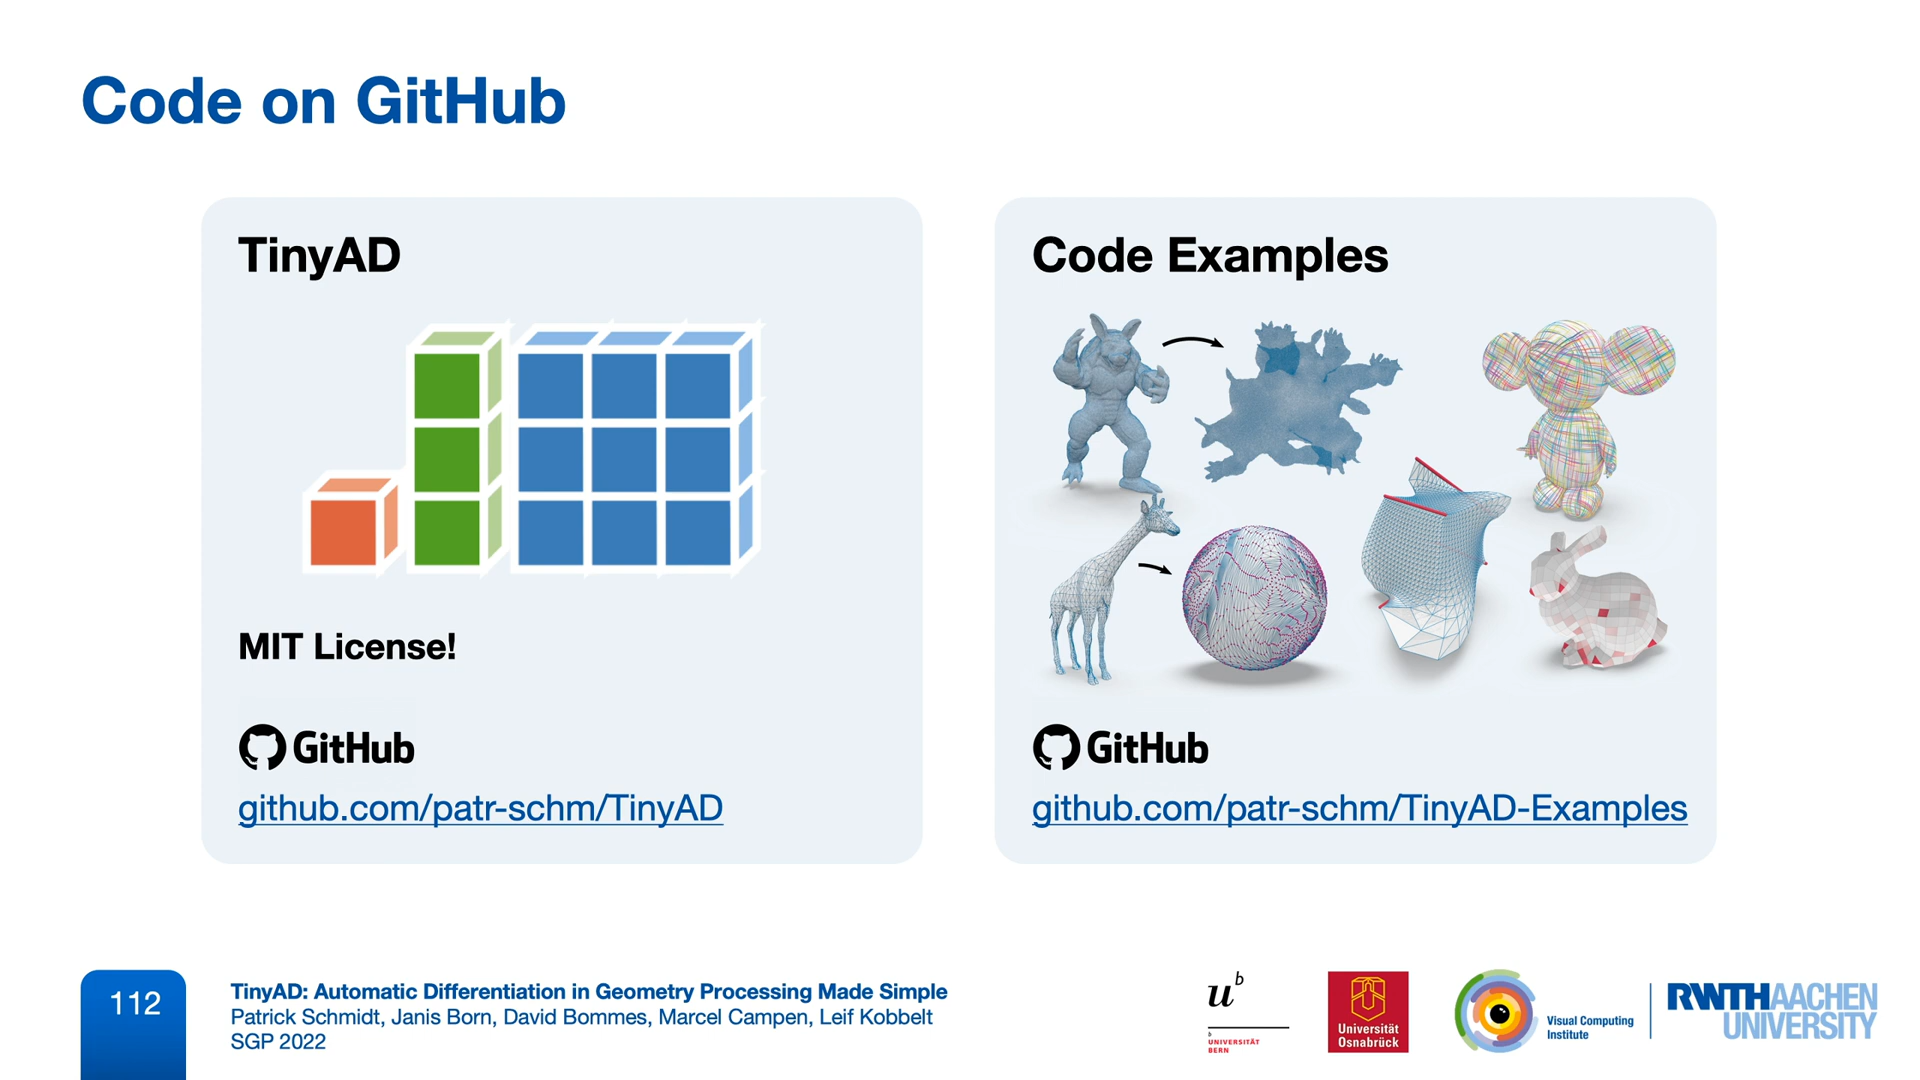 Code on GitHub
TinyAD
MIT License!
GitHub
github.com/patr-schm/TinyAD
Code Examples
GitHub
github.com/patr-schm/TinyAD-Examples
112
TinyAD: Automatic Differentiation in Geometry Processing Made Simple
Patrick Schmidt, Janis Born, David Bommes, Marcel Campen, Leif Kobbelt
SGP 2022
u b
b
UNIVERSITÄT
BERN
Universität
Osnabrück
Visual Computing
Institute
RWTH AACHEN
UNIVERSITY